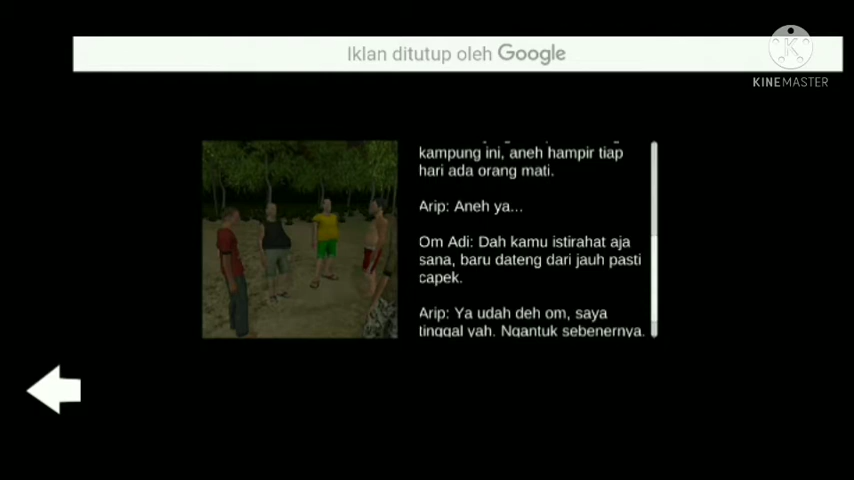 Iklan ditutup oleh Google
K
KINEMASTER
kampung ini, aneh hampir tiap
hari ada orang mati.
Arip: Aneh ya...
Om Adi: Dah kamu istirahat aja
sana, baru dateng dari jauh pasti
capek.
Arip: Ya udah deh om, saya
tinggal yah. Ngantuk sebenernya.